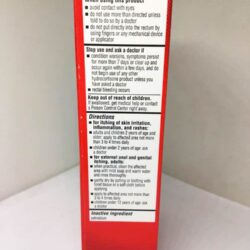 When using this product
■ avoid contact with eyes
■ do not use more than directed unless
told to do so by a doctor
■ do not put directly into the rectum by
using fingers or any mechanical device
or applicator
Stop use and ask a doctor if
■ condition worsens, symptoms persist
for more than 7 days or clear up and
occur again within a few days, and do
not begin use of any other
hydrocortisone product unless you
have asked a doctor
■ rectal bleeding occurs
Keep out of reach of children.
If swallowed, get medical help or contact
a Poison Control Center right away.
Directions
■ for itching of skin irritation,
inflammation, and rashes:
■ adults and children 2 years of age and
older: apply to affected area not more than
3 to 4 times daily
■ children under 2 years of age: ask
a doctor
■ for external anal and genital
itching, adults:
■ when practical, clean the affected
area with mild soap and warm water
and rinse thoroughly
■ gently dry by patting or blotting with
toilet tissue or a soft cloth before
applying
■ apply to affected area not more than
3 to 4 times daily
■ children under 12 years of age: ask
a doctor
Inactive ingredient
petrolatum